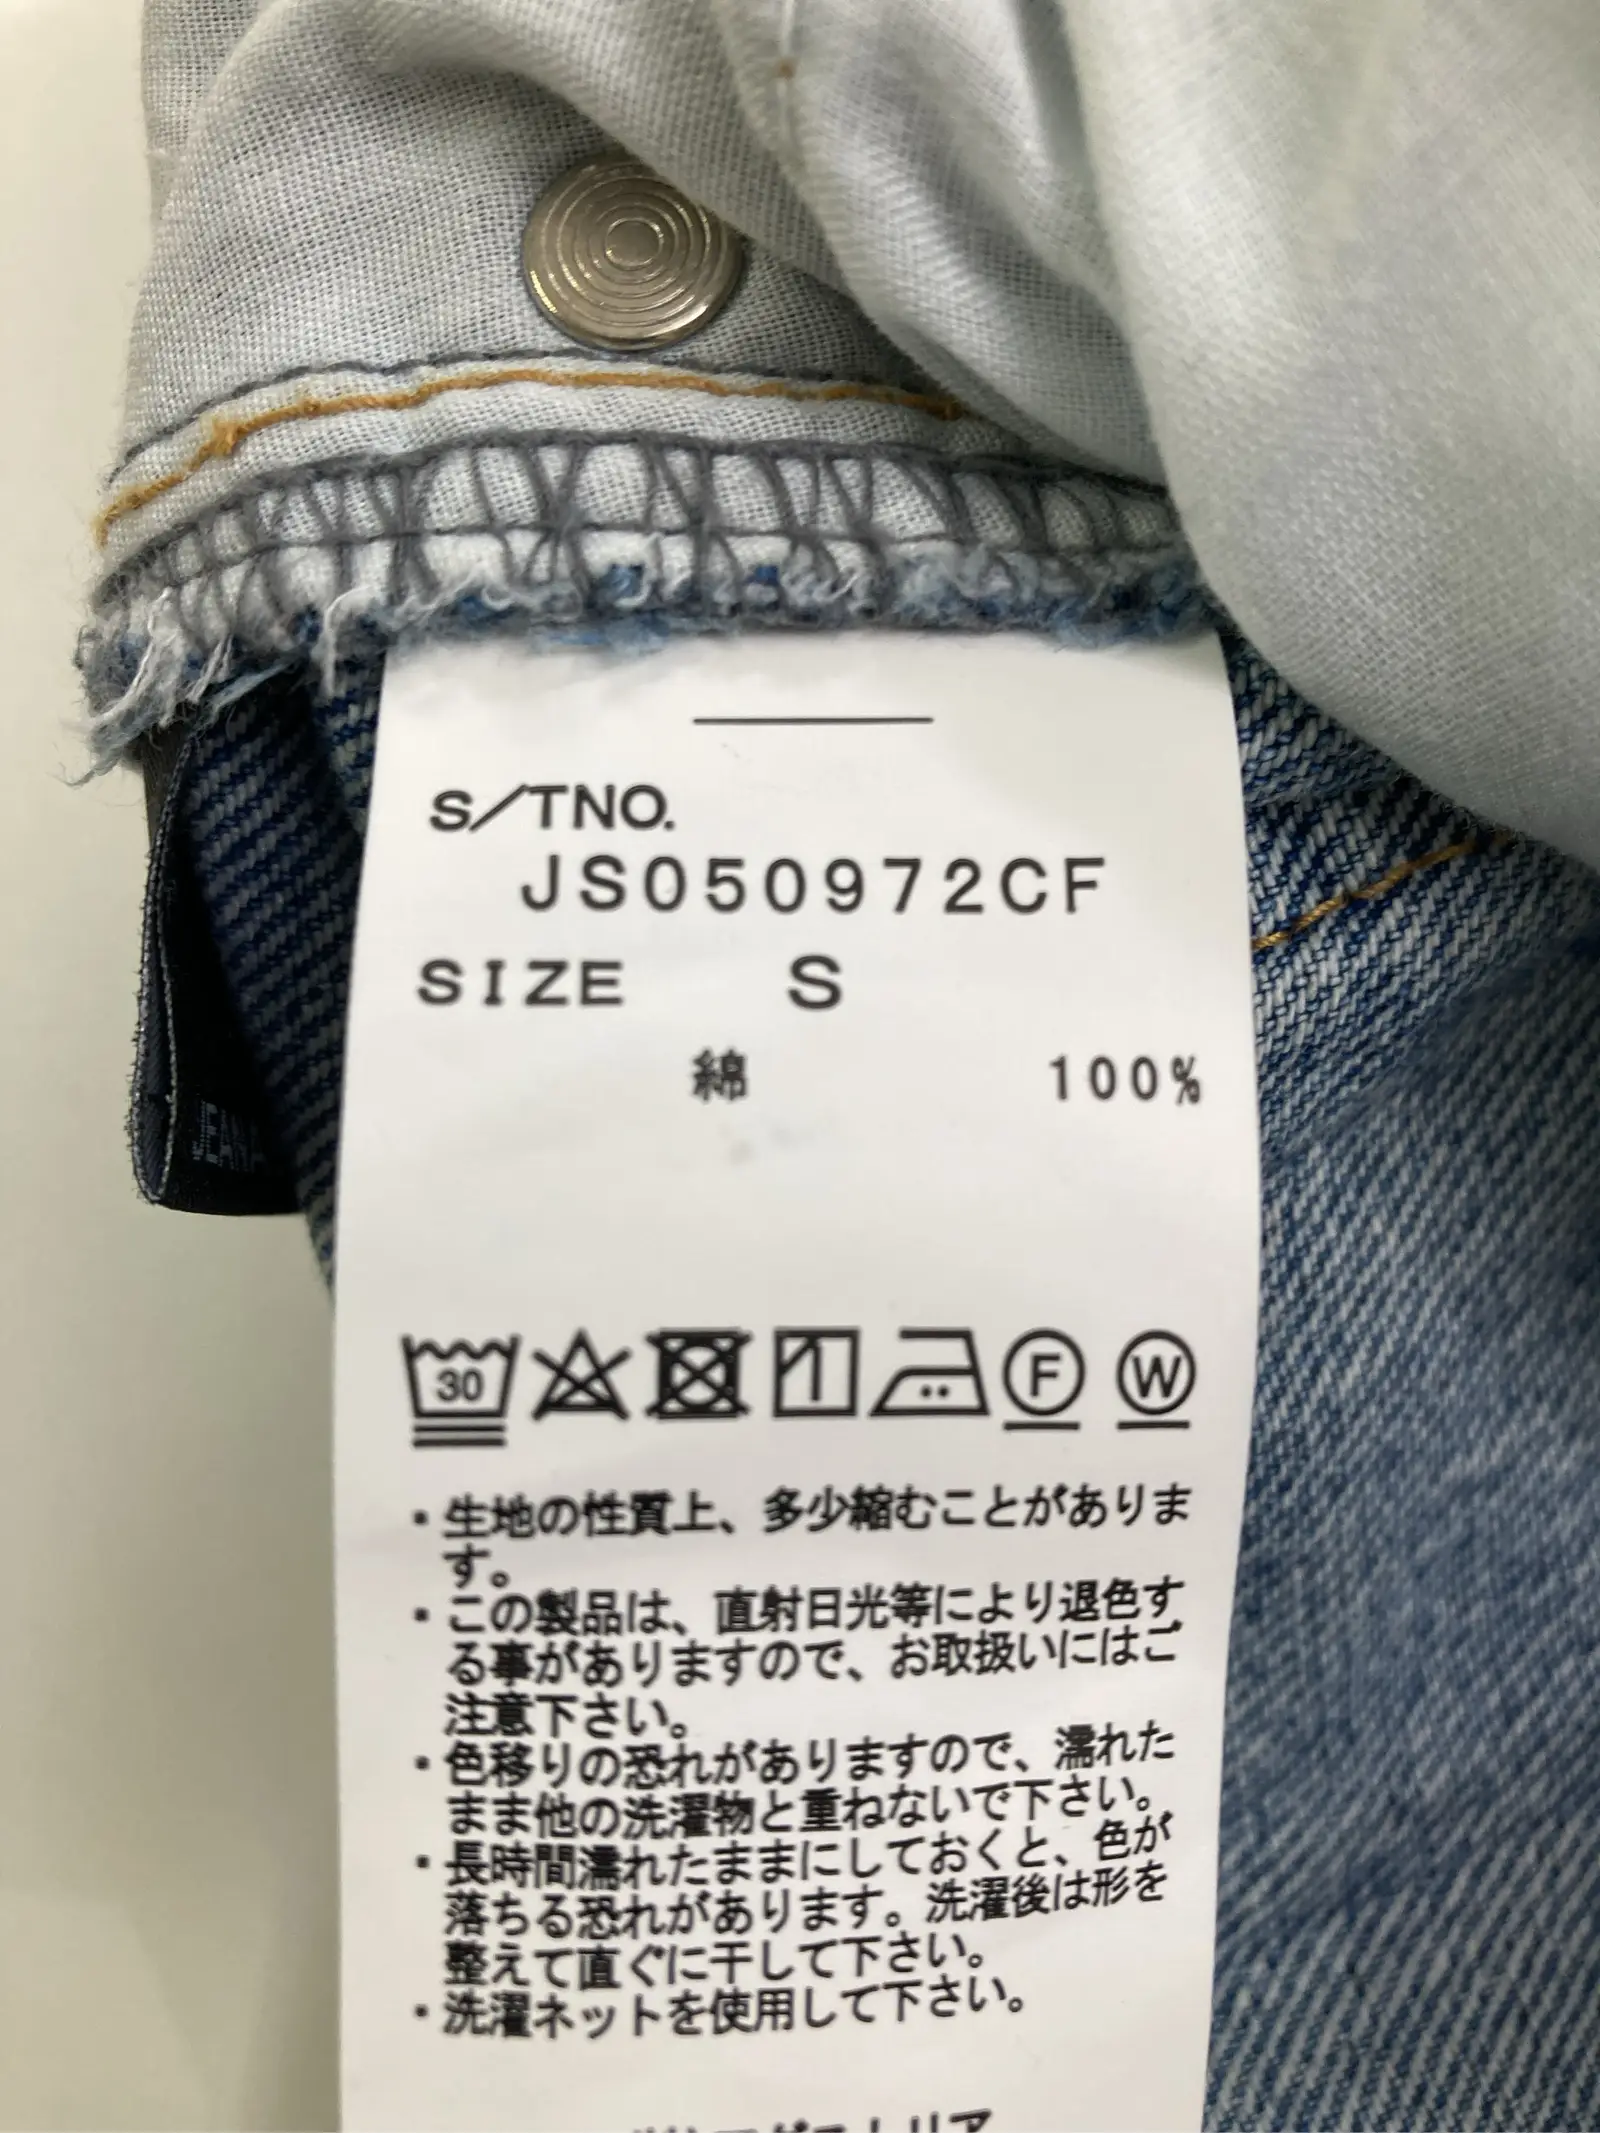 S/TNO.
JS050972CF
SIZE S
綿 100%
30
F W
・生地の性質上、多少縮むことがありま
す。
・この製品は、直射日光等により退色す
る事がありますので、お取扱いにはご
注意下さい。
・色移りの恐れがありますので、濡れた
まま他の洗濯物と重ねないで下さい。
・長時間濡れたままにしておくと、色が
落ちる恐れがあります。洗濯後は形を
整えて直ぐに干して下さい。
・洗濯ネットを使用して下さい。